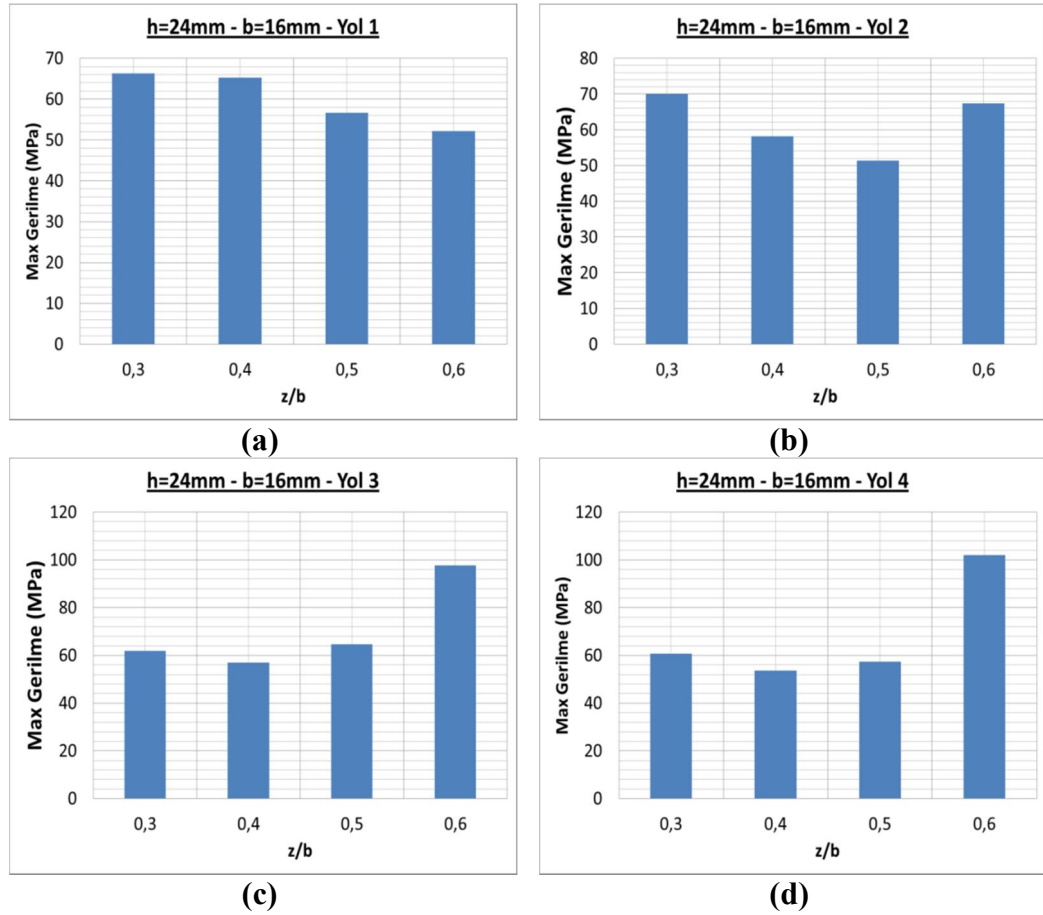 h=24mm - b=16mm - Yol 1
Max Gerilme (MPa)
70
60
50
40
30
20
10
0
0,3 0,4 0,5 0,6
z/b
(a)
h=24mm - b=16mm - Yol 2
Max Gerilme (MPa)
80
70
60
50
40
30
20
10
0
0,3 0,4 0,5 0,6
z/b
(b)
h=24mm - b=16mm - Yol 3
Max Gerilme (MPa)
120
100
80
60
40
20
0
0,3 0,4 0,5 0,6
z/b
(c)
h=24mm - b=16mm - Yol 4
Max Gerilme (MPa)
120
100
80
60
40
20
0
0,3 0,4 0,5 0,6
z/b
(d)